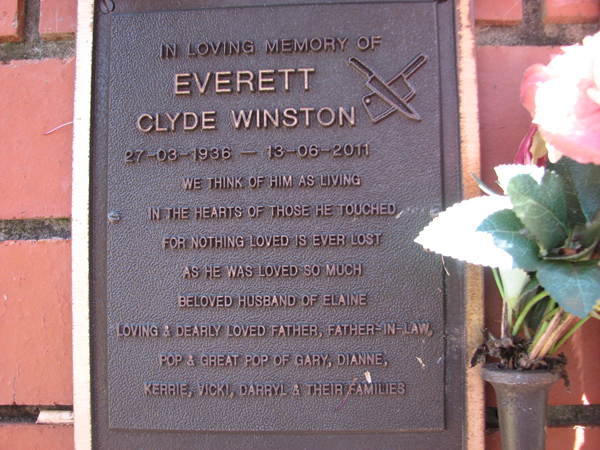 IN LOVING MEMORY OF
EVERETT
CLYDE WINSTON
27-03-1936 — 13-06-2011
WE THINK OF HIM AS LIVING
IN THE HEARTS OF THOSE HE TOUCHED
FOR NOTHING LOVED IS EVER LOST
AS HE WAS LOVED SO MUCH
BELOVED HUSBAND OF ELAINE
LOVING & DEARLY LOVED FATHER, FATHER-IN-LAW,
POP & GREAT POP OF GARY, DIANNE,
KERRIE, VICKI, DARRYL & THEIR FAMILIES